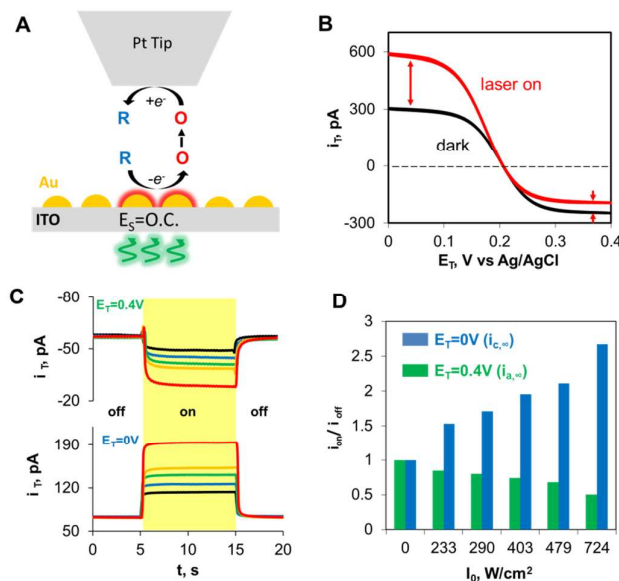 A
Pt Tip
+e-
R O
R O
-e-
Au
ITO
E_S=O.C.
B
i_T, pA
600
300
0
-300
laser on
dark
0 0.1 0.2 0.3 0.4
E_T, V vs Ag/AgCl
C
i_T, pA
-80
-50
-20
E_T=0.4V
off on off
i_T, pA
190
120
50
E_T=0V
0 5 10 15 20
t, s
D
i_on/ i_off
3
2.5
2
1.5
1
0.5
0
E_T=0V (i_c,∞)
E_T=0.4V (i_a,∞)
0 233 290 403 479 724
I_0, W/cm²